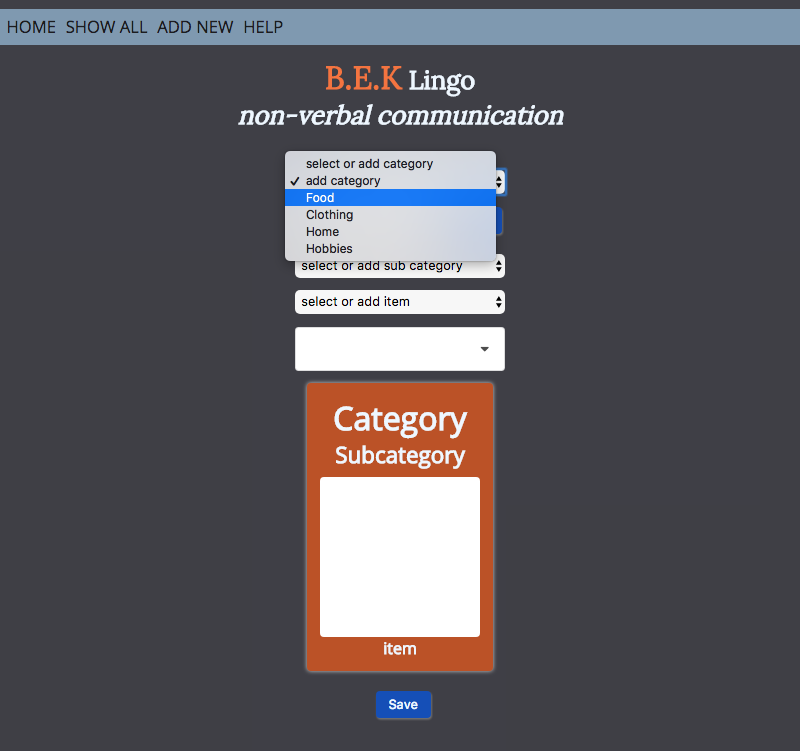 HOME SHOW ALL ADD NEW HELP
B.E.K Lingo
non-verbal communication
select or add category
✓ add category
Food
Clothing
Home
Hobbies
select or add sub category
select or add item
Category
Subcategory
item
Save